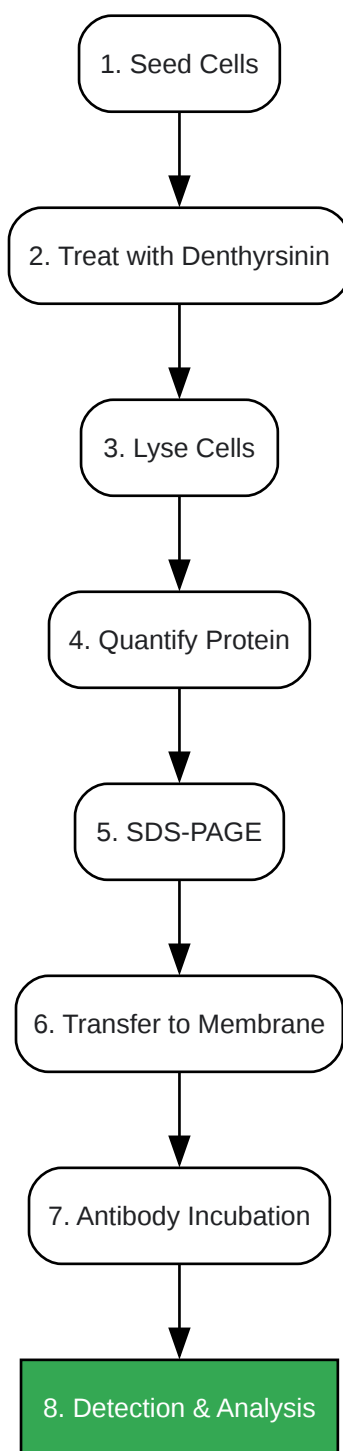 1. Seed Cells
2. Treat with Denthyrsinin
3. Lyse Cells
4. Quantify Protein
5. SDS-PAGE
6. Transfer to Membrane
7. Antibody Incubation
8. Detection & Analysis